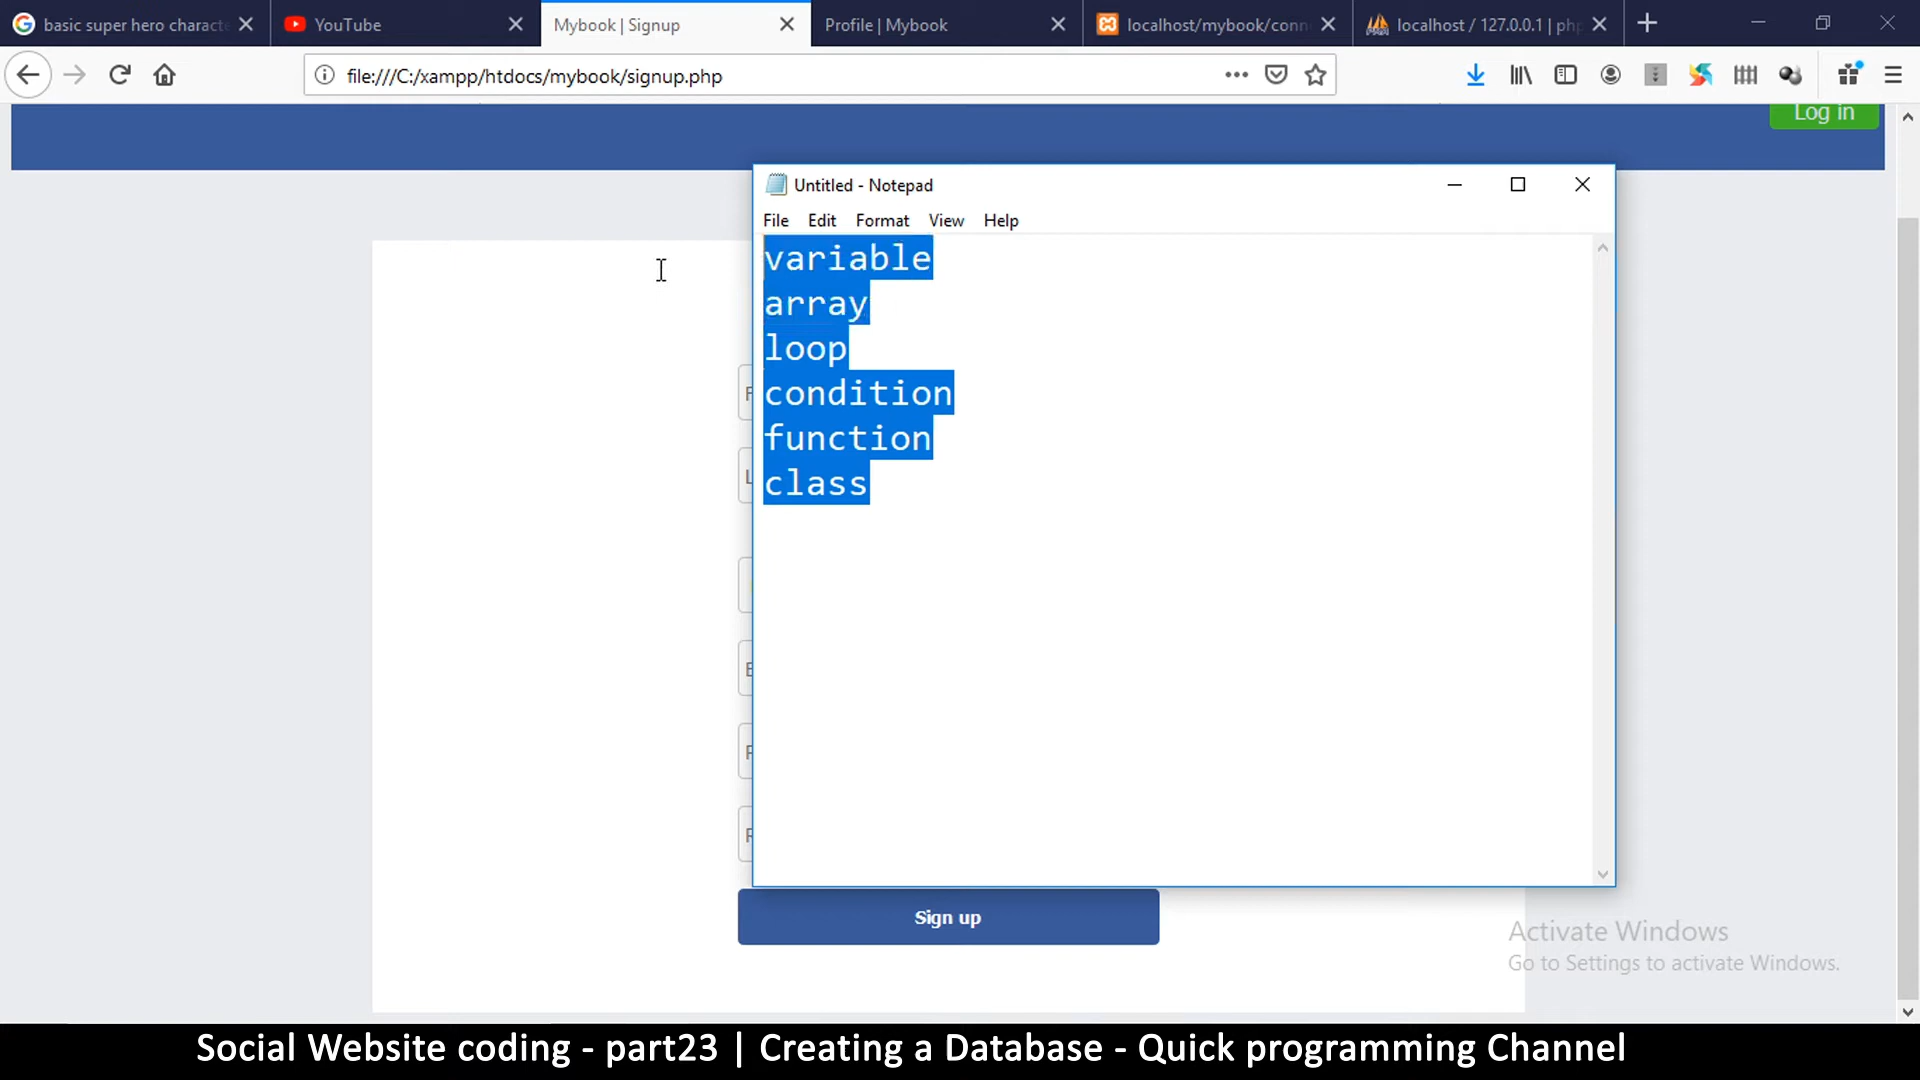 basic super hero characte
YouTube
Mybook | Signup
Profile | Mybook
localhost/mybook/conn
localhost / 127.0.0.1 | php
file:///C:/xampp/htdocs/mybook/signup.php
Log in
Untitled - Notepad
File Edit Format View Help
variable
array
loop
condition
function
class
Sign up
Activate Windows
Go to Settings to activate Windows.
Social Website coding - part23 | Creating a Database - Quick programming Channel